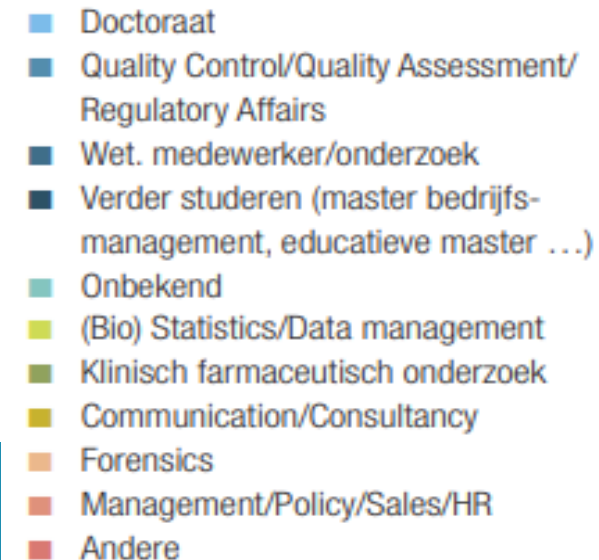 Doctoraat
Quality Control/Quality Assessment/
Regulatory Affairs
Wet. medewerker/onderzoek
Verder studeren (master bedrijfs-
management, educatieve master …)
Onbekend
(Bio) Statistics/Data management
Klinisch farmaceutisch onderzoek
Communication/Consultancy
Forensics
Management/Policy/Sales/HR
Andere